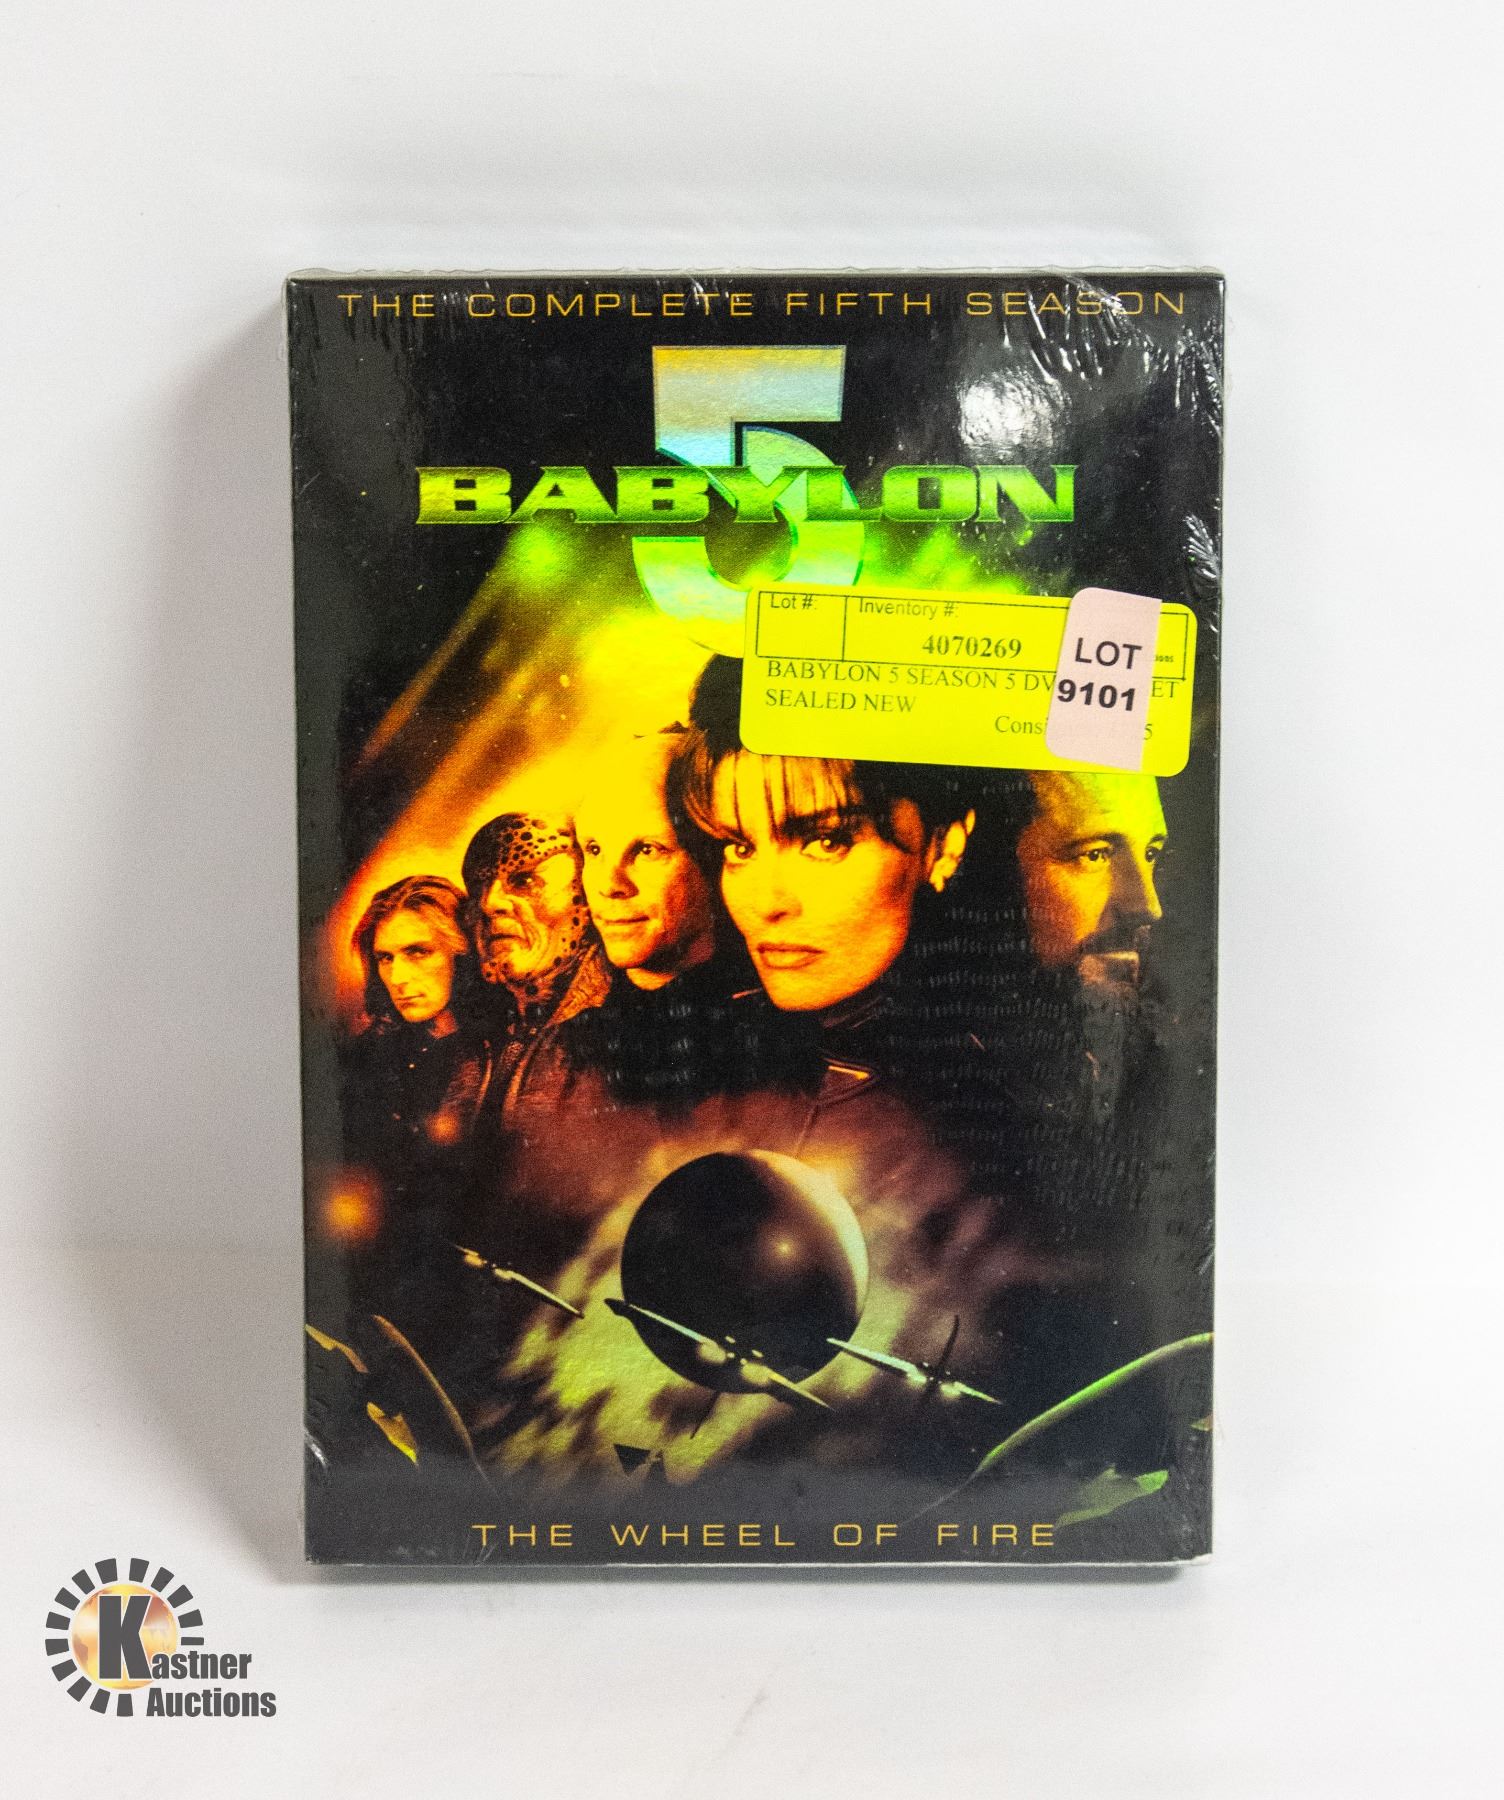 THE COMPLETE FIFTH SEASON
5
BABYLON
Lot #:
Inventory #:
4070269
BABYLON 5 SEASON 5
SEALED NEW
LOT
9101
THE WHEEL OF FIRE
Kastner
Auctions